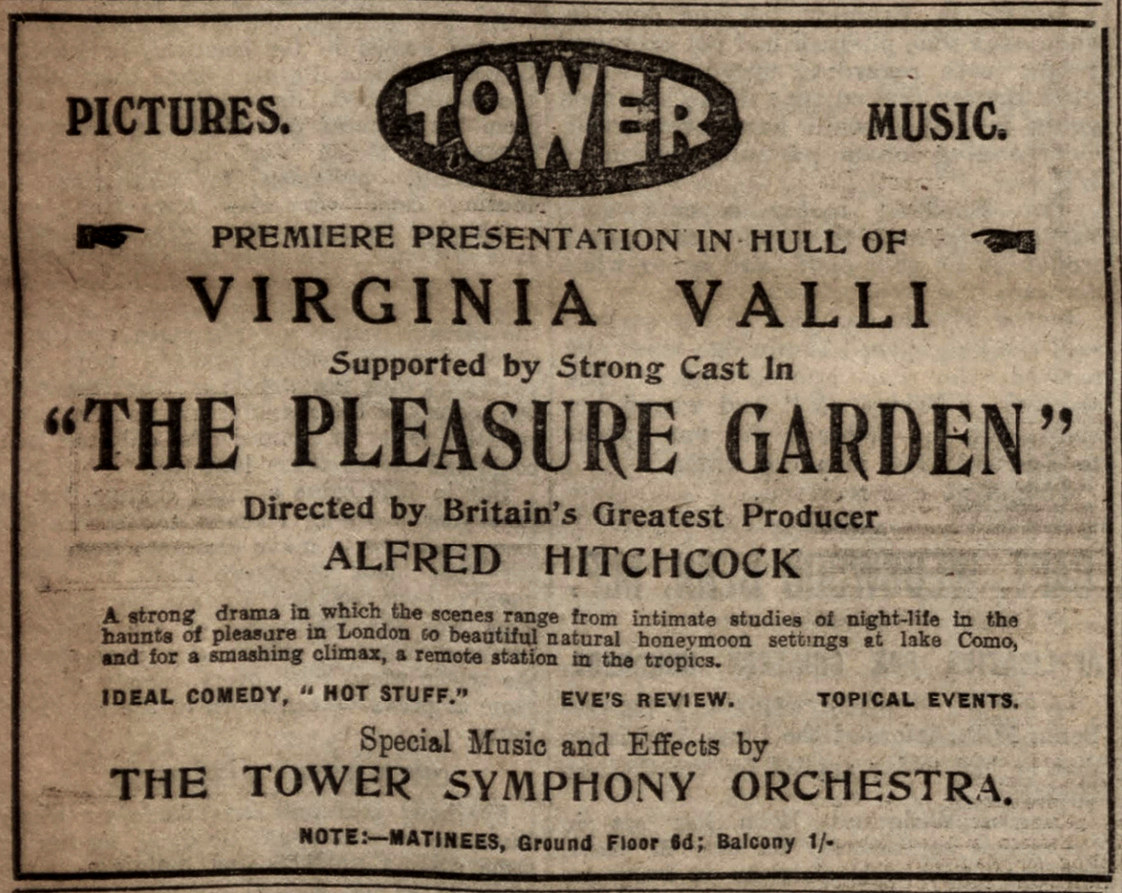 PICTURES. TOWER MUSIC.
PREMIERE PRESENTATION IN HULL OF
VIRGINIA VALLI
Supported by Strong Cast In
"THE PLEASURE GARDEN"
Directed by Britain's Greatest Producer
ALFRED HITCHCOCK
A strong drama in which the scenes range from intimate studies of night-life in the
haunts of pleasure in London to beautiful natural honeymoon settings at lake Como,
and for a smashing climax, a remote station in the tropics.
IDEAL COMEDY, "HOT STUFF." EVE'S REVIEW. TOPICAL EVENTS.
Special Music and Effects by
THE TOWER SYMPHONY ORCHESTRA.
NOTE:—MATINEES, Ground Floor 6d; Balcony 1/-